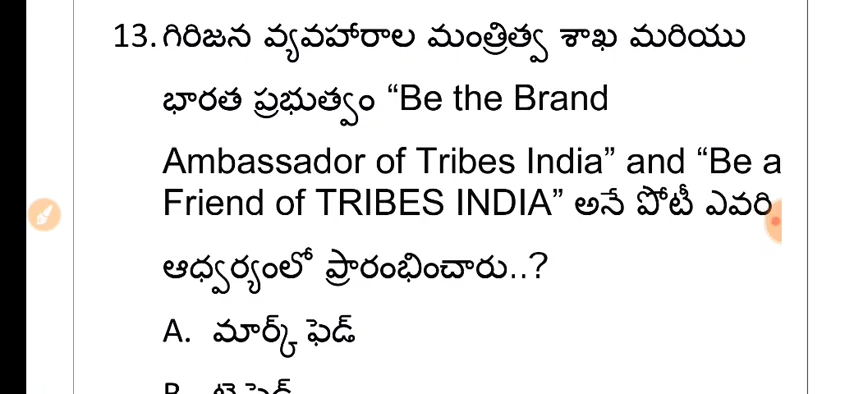 13. గిరిజన వ్యవహారాల మంత్రిత్వ శాఖ మరియు
భారత ప్రభుత్వం “Be the Brand
Ambassador of Tribes India” and “Be a
Friend of TRIBES INDIA” అనే పోటీ ఎవరి
ఆధ్వర్యంలో ప్రారంభించారు..?
A. మార్క్ ఫెడ్